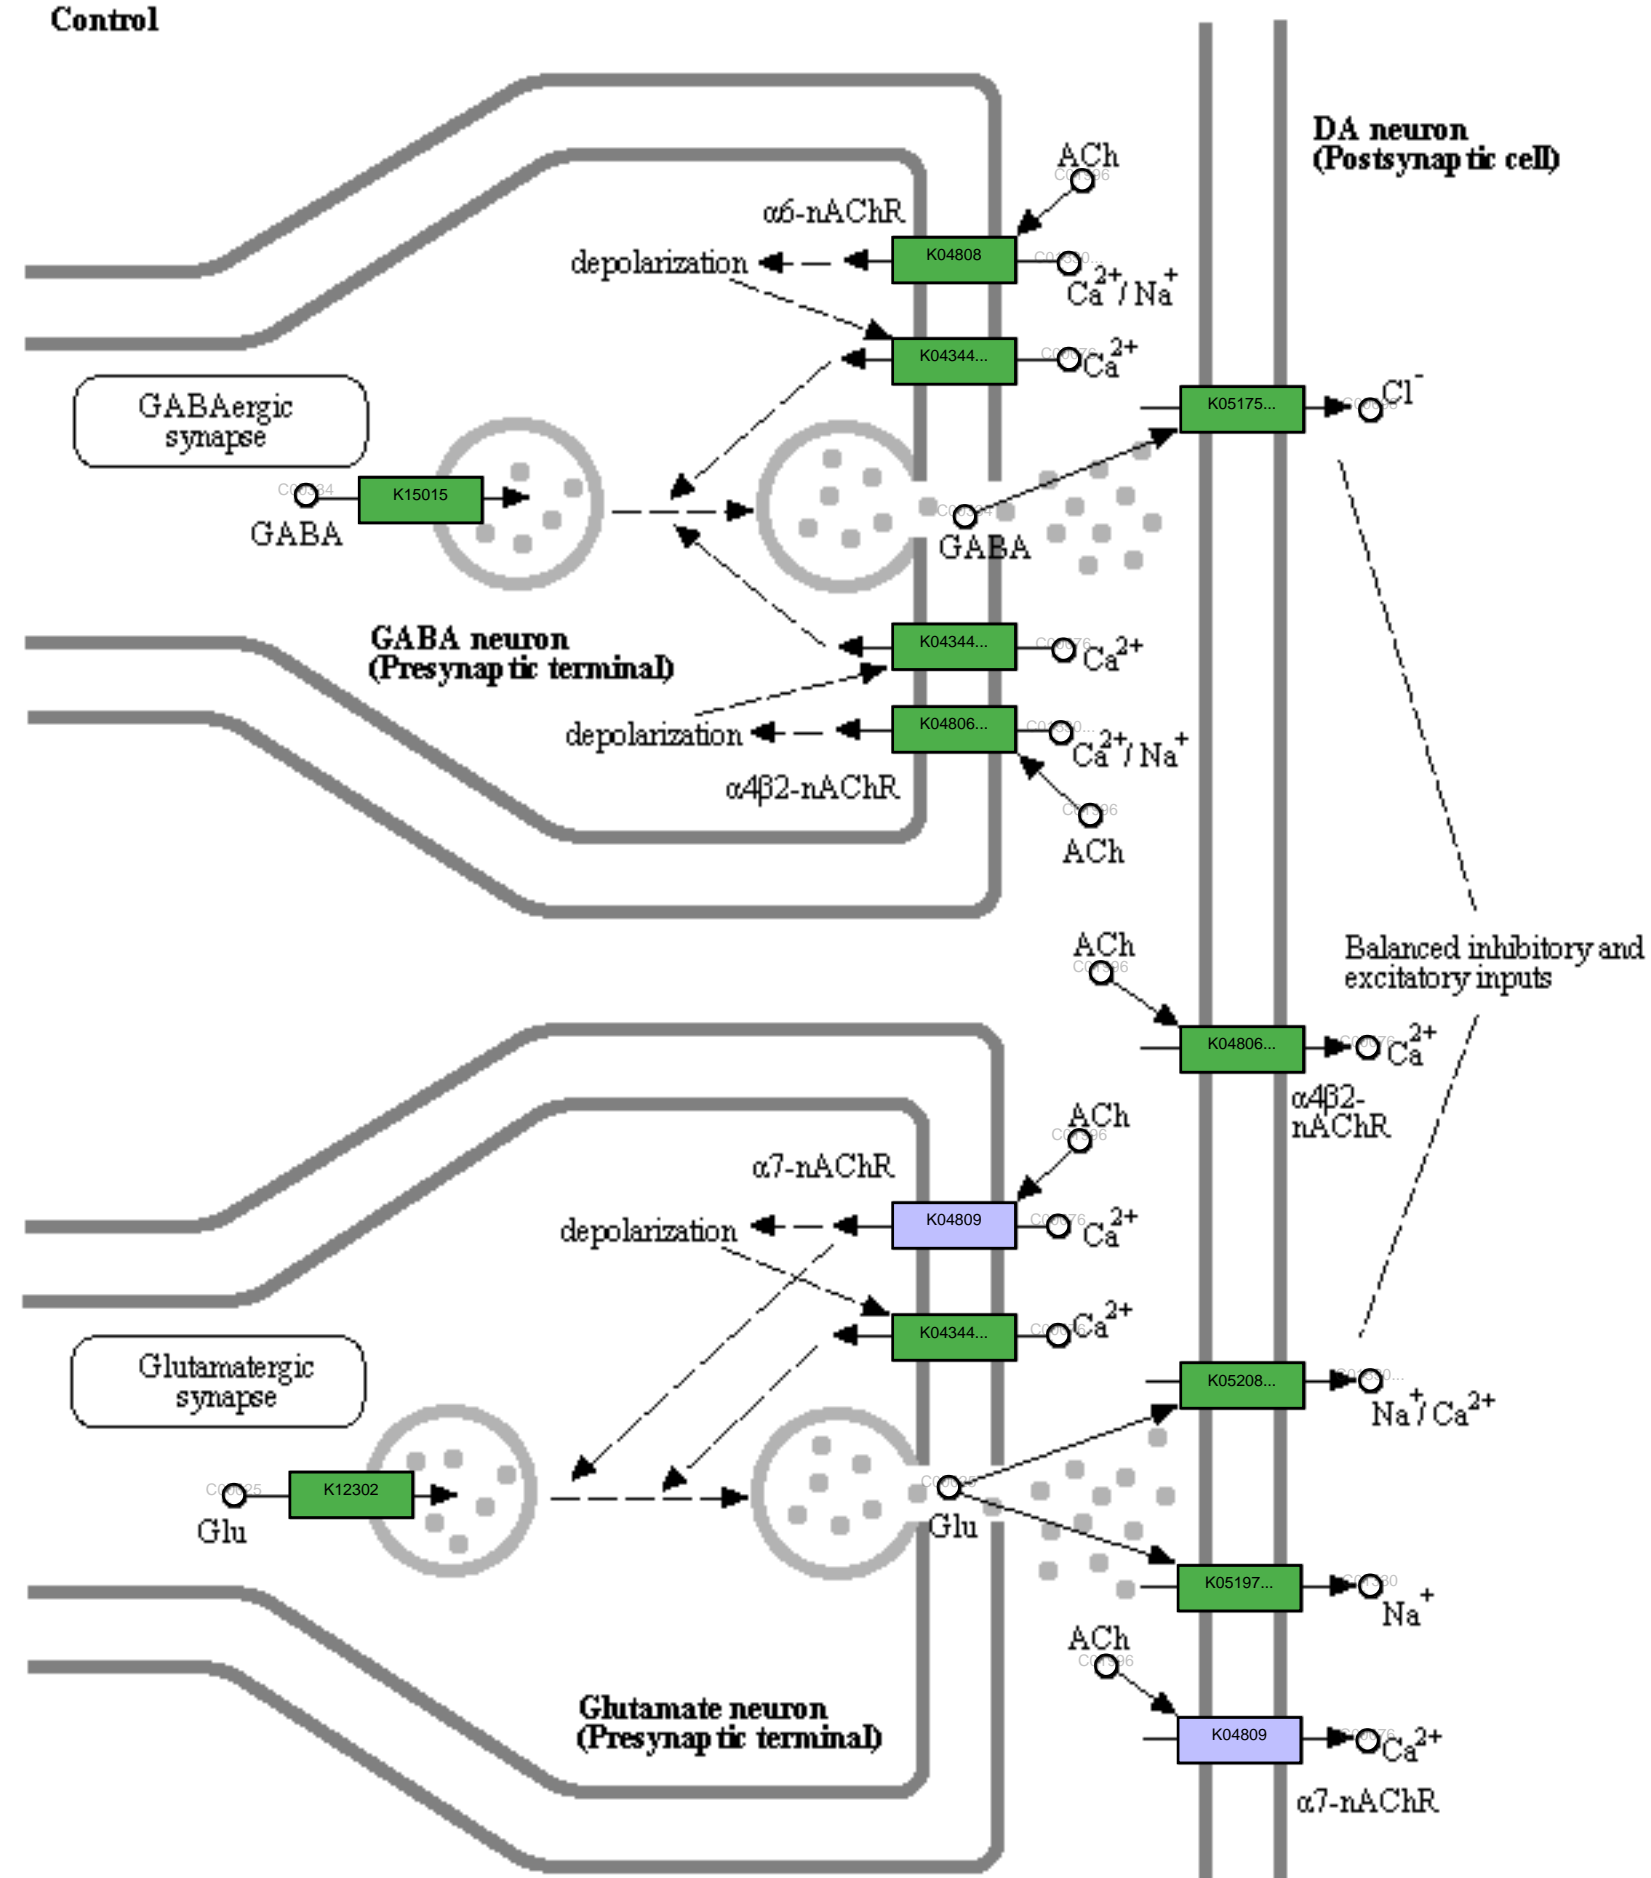 Control
DA neuron
(Postsynaptic cell)
ACh
α6-nAChR
K04808
depolarization
Ca2+/ Na+
K04344...
Ca2+
GABAergic
synapse
K05175...
Cl-
K15015
GABA
GABA
GABA neuron
(Presynaptic terminal)
K04344...
Ca2+
K04806...
depolarization
Ca2+/ Na+
α4β2-nAChR
ACh
ACh
Balanced inhibitory and
excitatory inputs
K04806...
Ca2+
α4β2-
nAChR
ACh
α7-nAChR
K04809
depolarization
Ca2+
K04344...
Ca2+
Glutamatergic
synapse
K05208...
Na+/ Ca2+
K12302
Glu
Glu
K05197...
Na+
ACh
Glutamate neuron
(Presynaptic terminal)
K04809
Ca2+
α7-nAChR